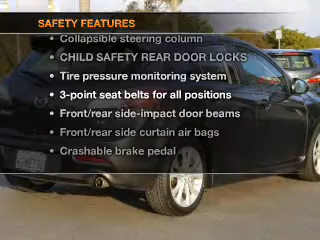 SAFETY FEATURES
• Collapsible steering column
• CHILD SAFETY REAR DOOR LOCKS
• Tire pressure monitoring system
• 3-point seat belts for all positions
• Front/rear side-impact door beams
• Front/rear side curtain air bags
• Crashable brake pedal